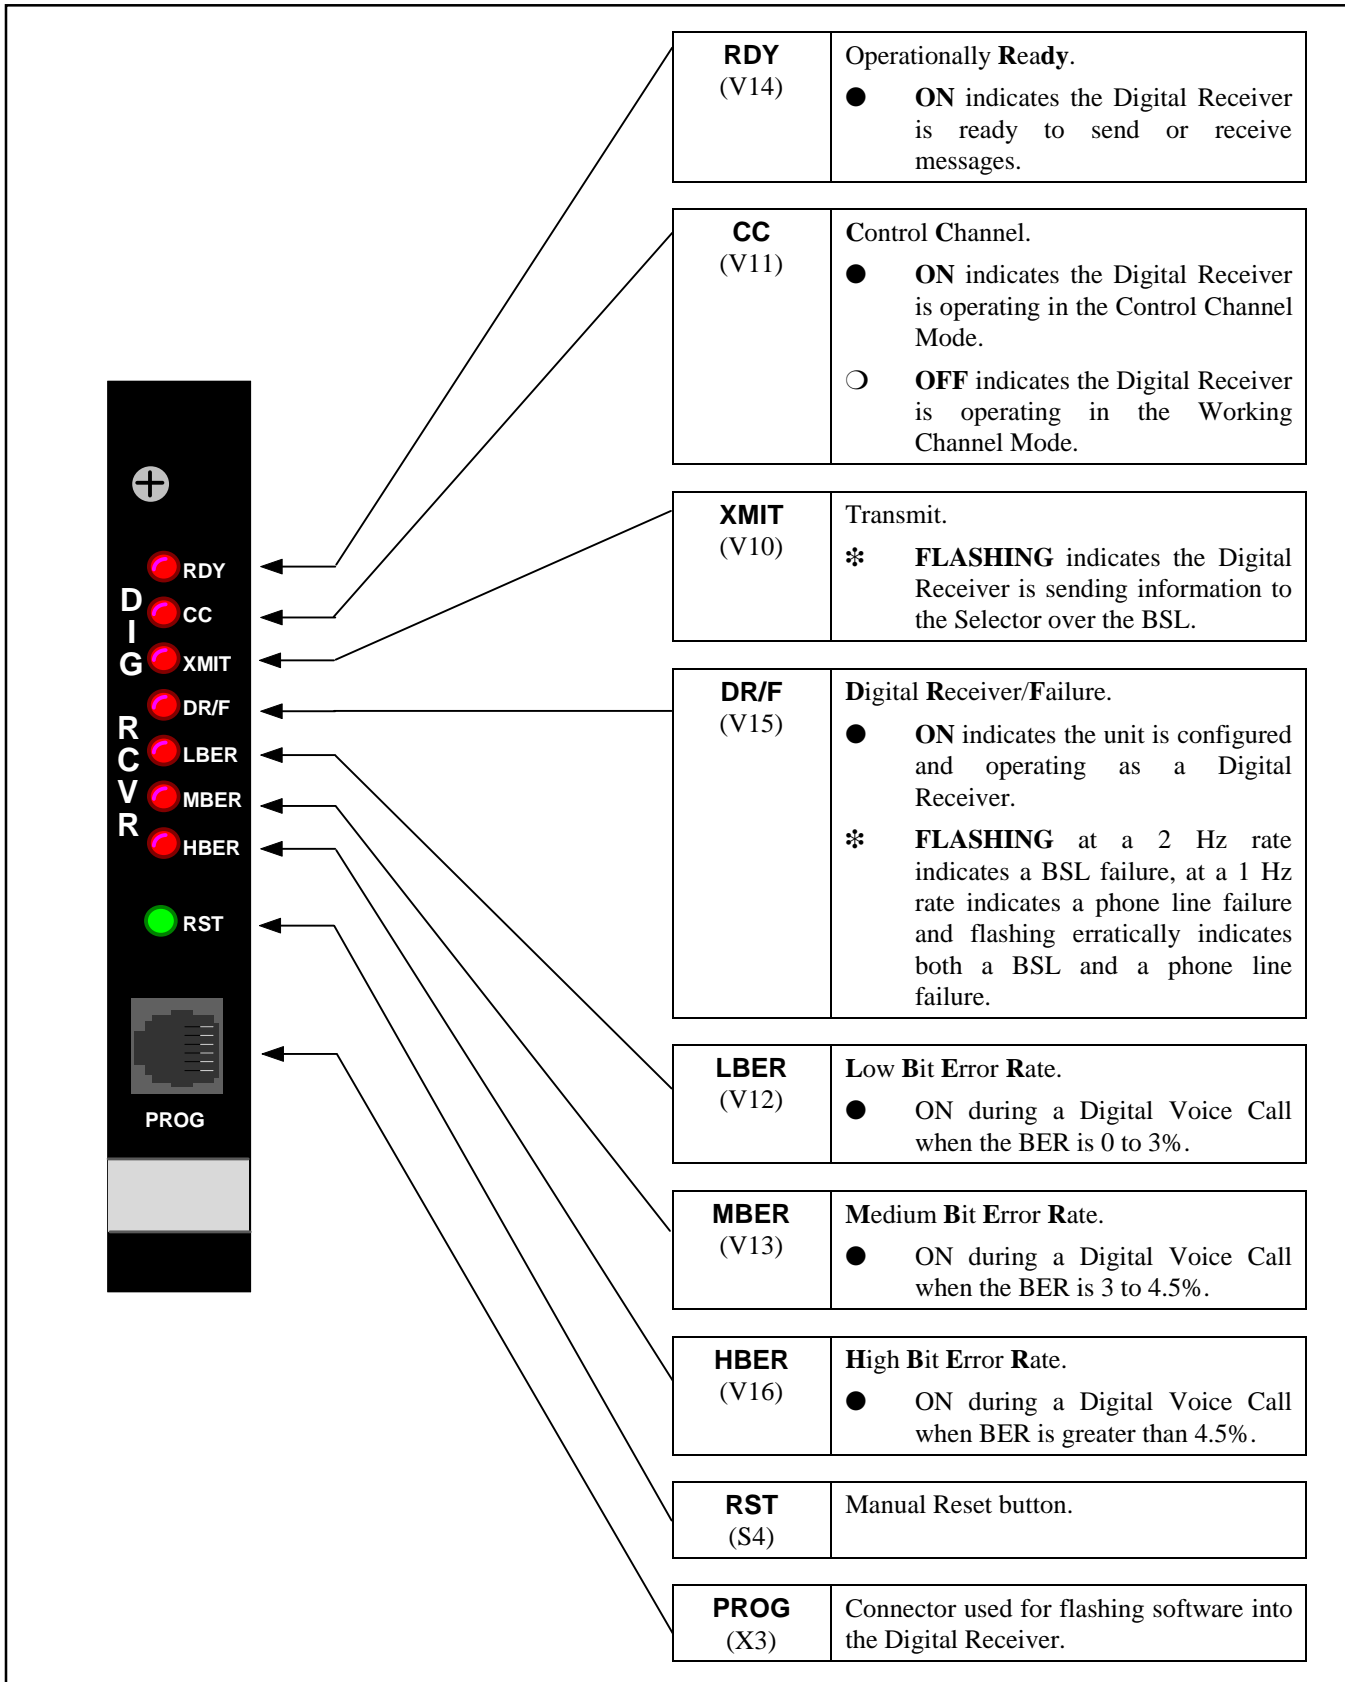 RDY
(V14)
Operationally Ready.
● ON indicates the Digital Receiver
is ready to send or receive
messages.
CC
(V11)
Control Channel.
● ON indicates the Digital Receiver
is operating in the Control Channel
Mode.
❍ OFF indicates the Digital Receiver
is operating in the Working
Channel Mode.
XMIT
(V10)
Transmit.
❇ FLASHING indicates the Digital
Receiver is sending information to
the Selector over the BSL.
DR/F
(V15)
Digital Receiver/Failure.
● ON indicates the unit is configured
and operating as a Digital
Receiver.
❇ FLASHING at a 2 Hz rate
indicates a BSL failure, at a 1 Hz
rate indicates a phone line failure
and flashing erratically indicates
both a BSL and a phone line
failure.
LBER
(V12)
Low Bit Error Rate.
● ON during a Digital Voice Call
when the BER is 0 to 3%.
MBER
(V13)
Medium Bit Error Rate.
● ON during a Digital Voice Call
when the BER is 3 to 4.5%.
HBER
(V16)
High Bit Error Rate.
● ON during a Digital Voice Call
when BER is greater than 4.5%.
RST
(S4)
Manual Reset button.
PROG
(X3)
Connector used for flashing software into
the Digital Receiver.
DIG RCVR
RDY
CC
XMIT
DR/F
LBER
MBER
HBER
RST
PROG